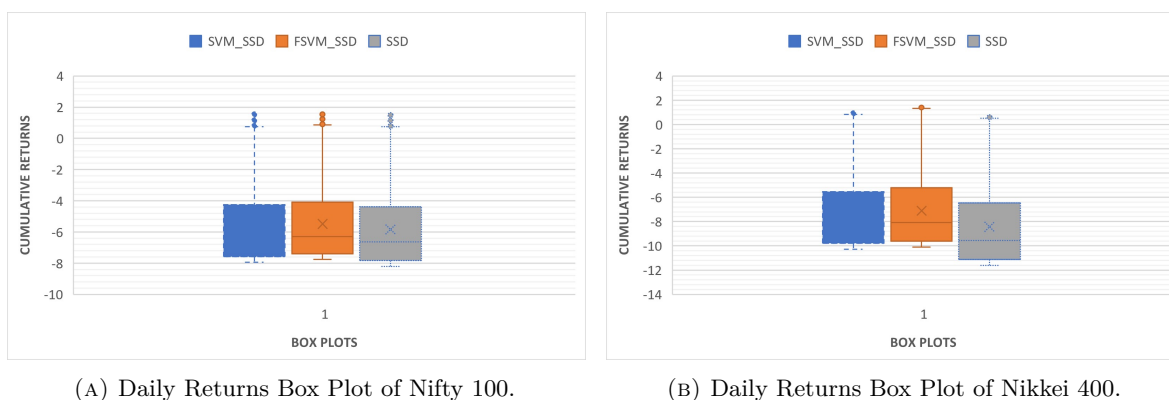 SVM_SSD FSVM_SSD SSD
4
2
0
-2
-4
-6
-8
-10
CUMULATIVE RETURNS
1
BOX PLOTS
(A) Daily Returns Box Plot of Nifty 100.
SVM_SSD FSVM_SSD SSD
4
2
0
-2
-4
-6
-8
-10
-12
-14
CUMULATIVE RETURNS
1
BOX PLOTS
(B) Daily Returns Box Plot of Nikkei 400.